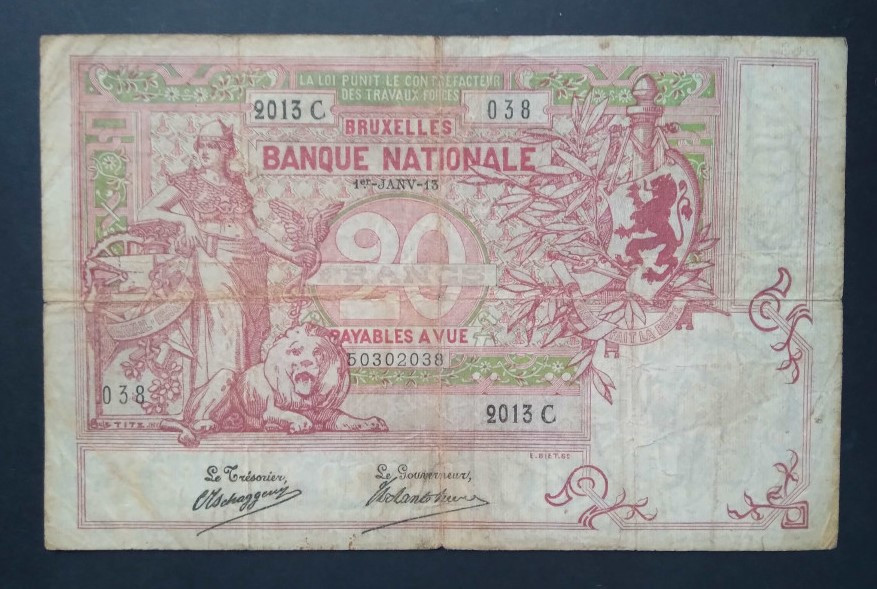 LA LOI PUNIT LE CONTREFACTEUR
DES TRAVAUX FORCÉS
2013 C
038
BRUXELLES
BANQUE NATIONALE
1er-JANV-13
20
FRANCS
PAYABLES A VUE
50302038
038
2013 C
Le Trésorier,
Le Gouverneur,